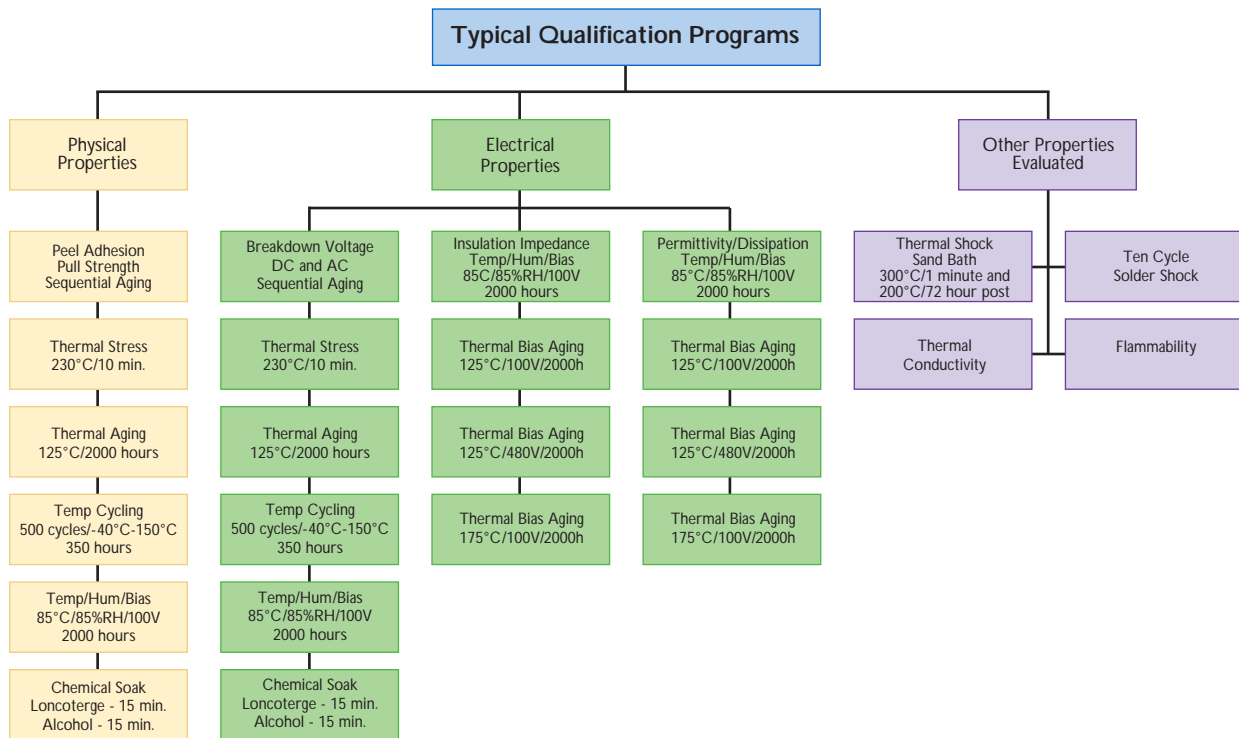 Typical Qualification Programs
Physical
Properties
Peel Adhesion
Pull Strength
Sequential Aging
Thermal Stress
230°C/10 min.
Thermal Aging
125°C/2000 hours
Temp Cycling
500 cycles/-40°C-150°C
350 hours
Temp/Hum/Bias
85°C/85%RH/100V
2000 hours
Chemical Soak
Loncoterge - 15 min.
Alcohol - 15 min.
Electrical
Properties
Breakdown Voltage
DC and AC
Sequential Aging
Thermal Stress
230°C/10 min.
Thermal Aging
125°C/2000 hours
Temp Cycling
500 cycles/-40°C-150°C
350 hours
Temp/Hum/Bias
85°C/85%RH/100V
2000 hours
Chemical Soak
Loncoterge - 15 min.
Alcohol - 15 min.
Insulation Impedance
Temp/Hum/Bias
85C/85%RH/100V
2000 hours
Thermal Bias Aging
125°C/100V/2000h
Thermal Bias Aging
125°C/480V/2000h
Thermal Bias Aging
175°C/100V/2000h
Permittivity/Dissipation
Temp/Hum/Bias
85°C/85%RH/100V
2000 hours
Thermal Bias Aging
125°C/100V/2000h
Thermal Bias Aging
125°C/480V/2000h
Thermal Bias Aging
175°C/100V/2000h
Other Properties
Evaluated
Thermal Shock
Sand Bath
300°C/1 minute and
200°C/72 hour post
Ten Cycle
Solder Shock
Thermal
Conductivity
Flammability